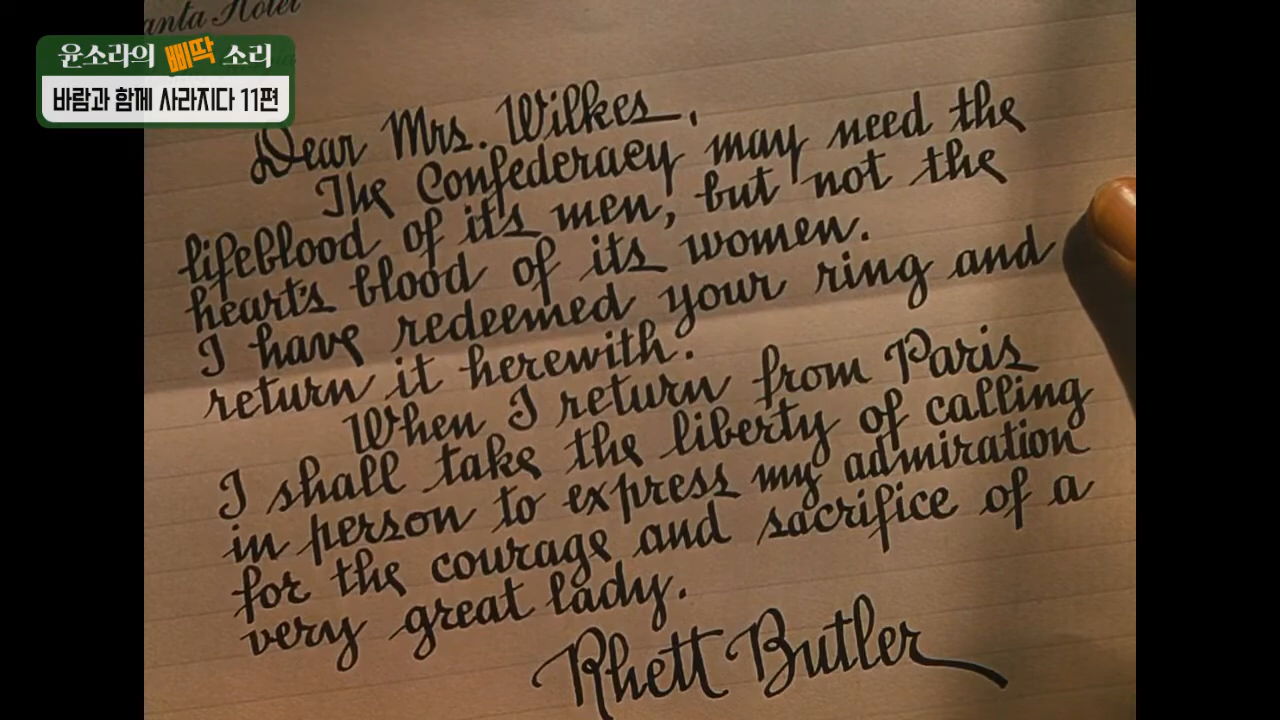 anta Hotel
윤소라의 삐딱 소리
바람과 함께 사라지다 11편
Dear Mrs. Wilkes,
The Confederacy may need the
lifeblood of its men, but not the
heart's blood of its women.
I have redeemed your ring and
return it herewith.
When I return from Paris
I shall take the liberty of calling
in person to express my admiration
for the courage and sacrifice of a
very great lady.
Rhett Butler